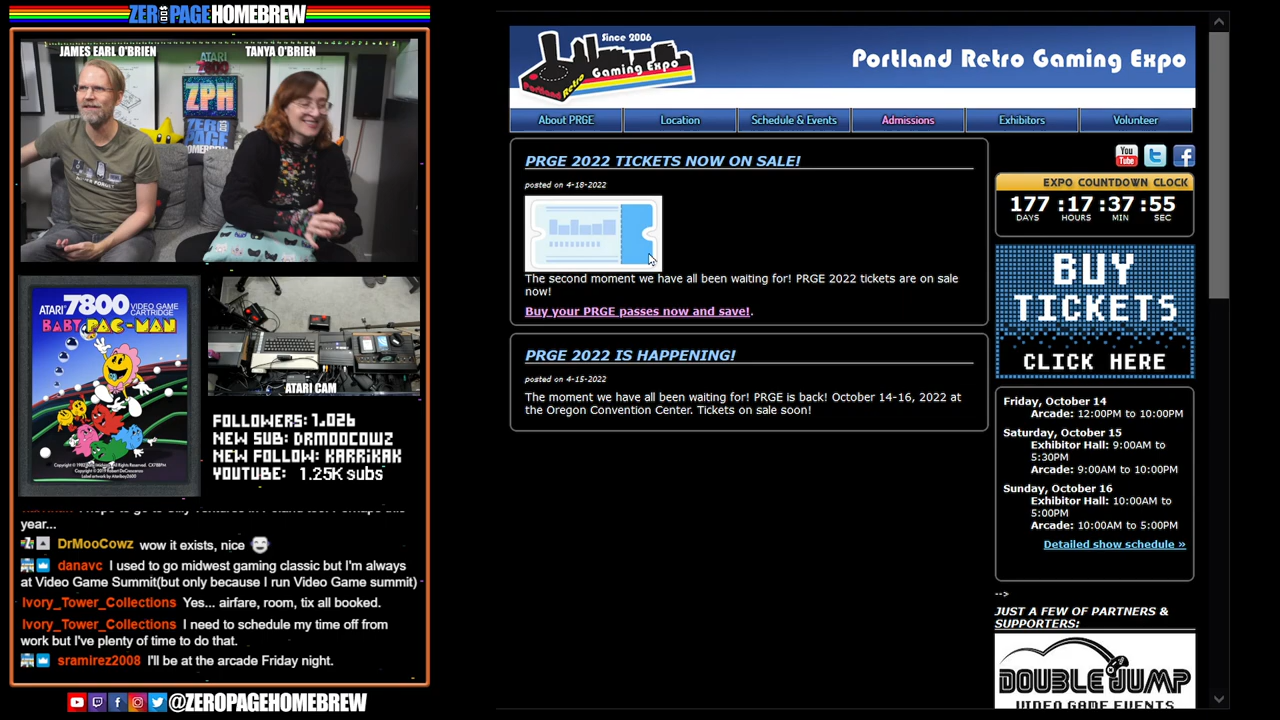 ZERO PAGE HOMEBREW
JAMES EARL O'BRIEN
TANYA O'BRIEN
ATARI
ZPH
ZERO
PAGE
HOMEBREW
ATARI 7800 VIDEO GAME
CARTRIDGE
BABY PAC-MAN
ATARI CAM
FOLLOWERS: 1,026
NEW SUB: DRMOOCOWZ
NEW FOLLOW: KARRIKAK
YOUTUBE: 1.25K subs
year...
DrMooCowz wow it exists, nice
danavc I used to go midwest gaming classic but I'm always
at Video Game Summit(but only because I run Video Game summit)
Ivory_Tower_Collections Yes... airfare, room, tix all booked.
Ivory_Tower_Collections I need to schedule my time off from
work but I've plenty of time to do that.
sramirez2008 I'll be at the arcade Friday night.
@ZEROPAGEHOMEBREW
Since 2006
Portland Retro Gaming Expo
Portland Retro Gaming Expo
About PRGE
Location
Schedule & Events
Admissions
Exhibitors
Volunteer
PRGE 2022 TICKETS NOW ON SALE!
posted on 4-18-2022
The second moment we have all been waiting for! PRGE 2022 tickets are on sale
now!
Buy your PRGE passes now and save!.
PRGE 2022 IS HAPPENING!
posted on 4-15-2022
The moment we have all been waiting for! PRGE is back! October 14-16, 2022 at
the Oregon Convention Center. Tickets on sale soon!
You
Tube
EXPO COUNTDOWN CLOCK
177 :17:37:55
DAYS HOURS MIN SEC
BUY
TICKETS
CLICK HERE
Friday, October 14
Arcade: 12:00PM to 10:00PM
Saturday, October 15
Exhibitor Hall: 9:00AM to
5:30PM
Arcade: 9:00AM to 10:00PM
Sunday, October 16
Exhibitor Hall: 10:00AM to
5:00PM
Arcade: 10:00AM to 5:00PM
Detailed show schedule »
-->
JUST A FEW OF PARTNERS &
SUPPORTERS:
DOUBLE JUMP
VIDEO GAME EVENTS